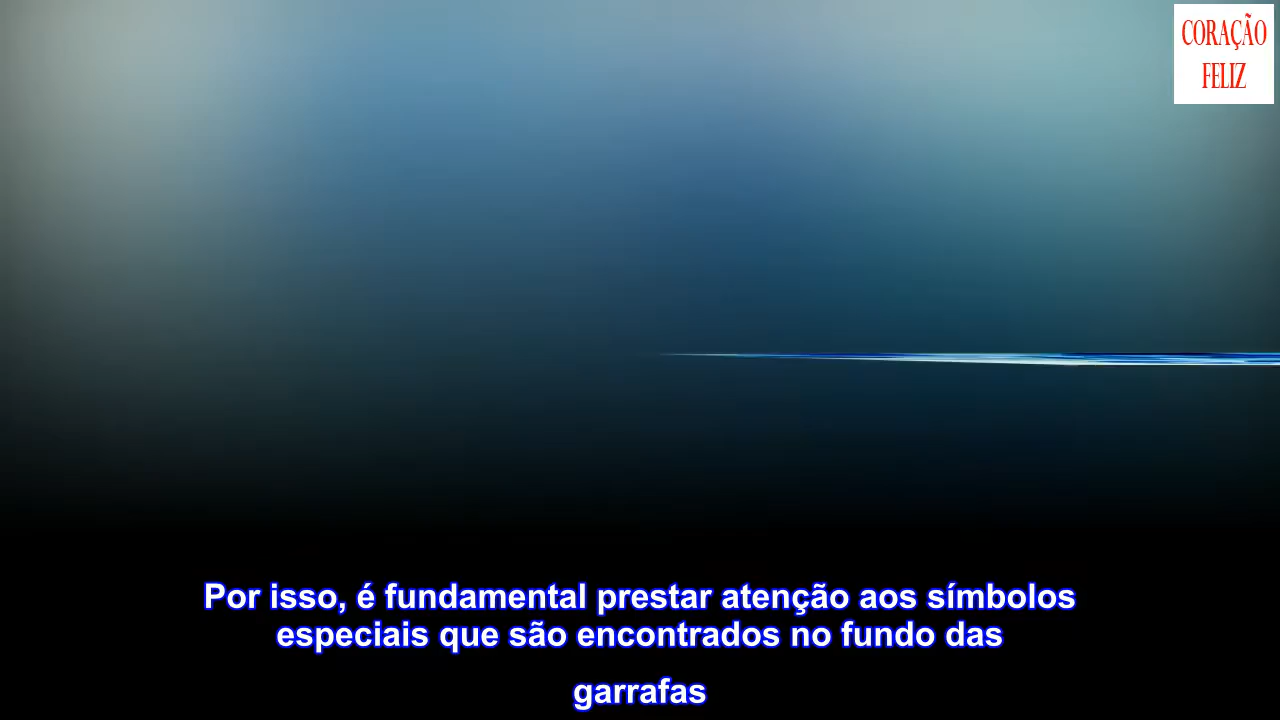 CORAÇÃO
FELIZ
Por isso, é fundamental prestar atenção aos símbolos
especiais que são encontrados no fundo das
garrafas